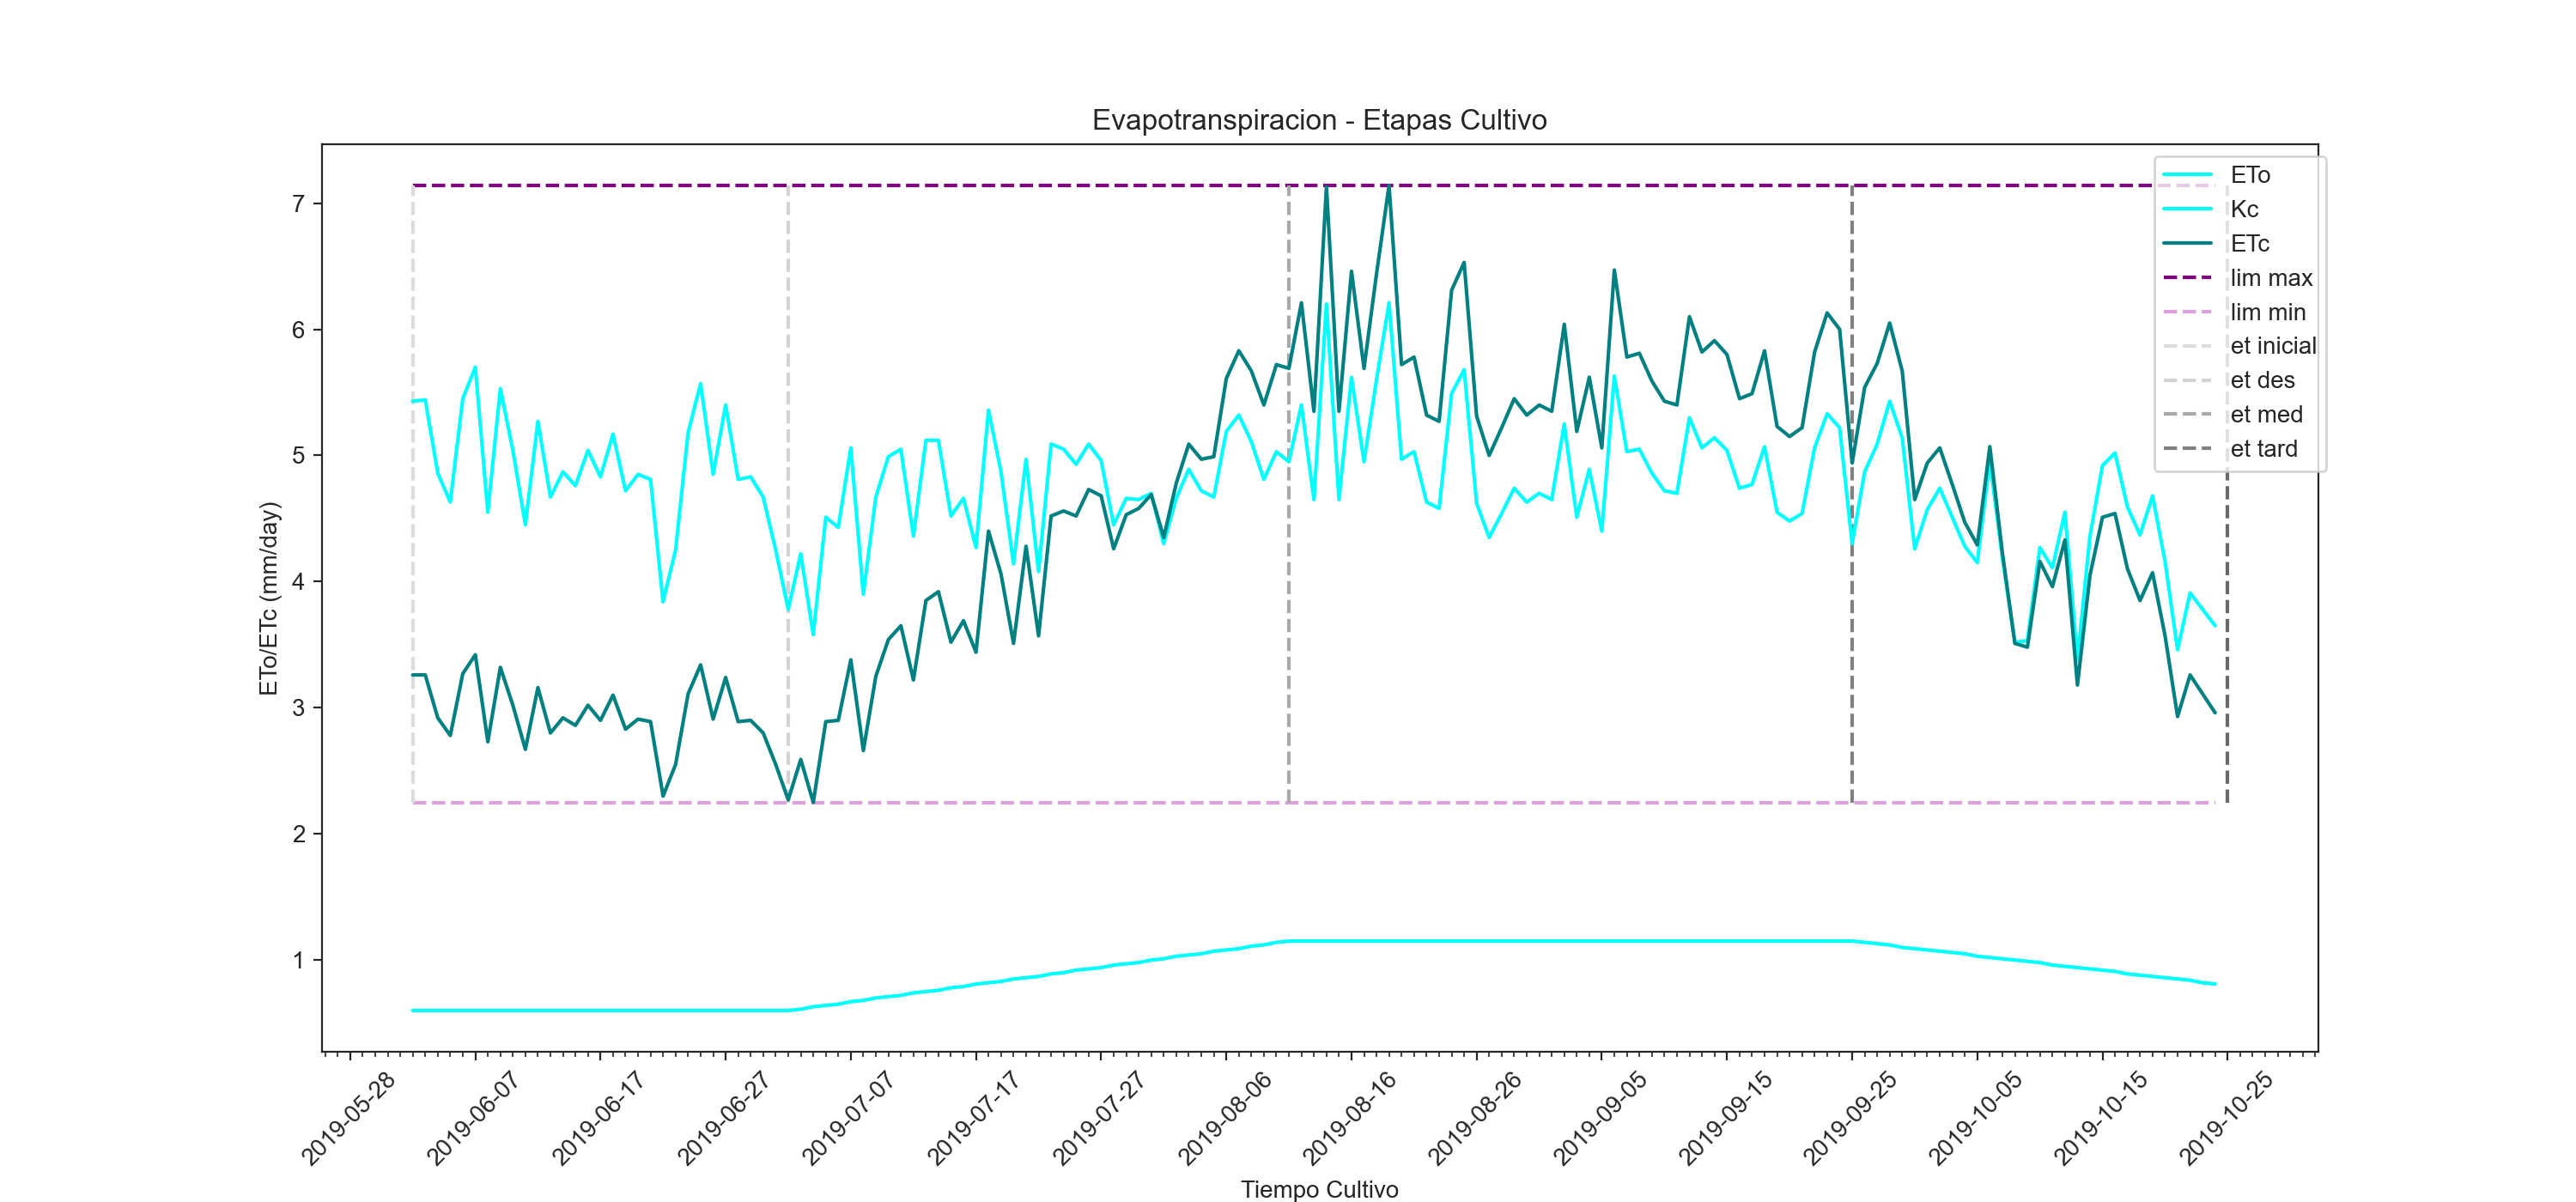 Evapotranspiracion - Etapas Cultivo
ETo/ETc (mm/day)
7
6
5
4
3
2
1
ETo
Kc
ETc
lim max
lim min
et inicial
et des
et med
et tard
2019-05-28
2019-06-07
2019-06-17
2019-06-27
2019-07-07
2019-07-17
2019-07-27
2019-08-06
2019-08-16
2019-08-26
2019-09-05
2019-09-15
2019-09-25
2019-10-05
2019-10-15
2019-10-25
Tiempo Cultivo